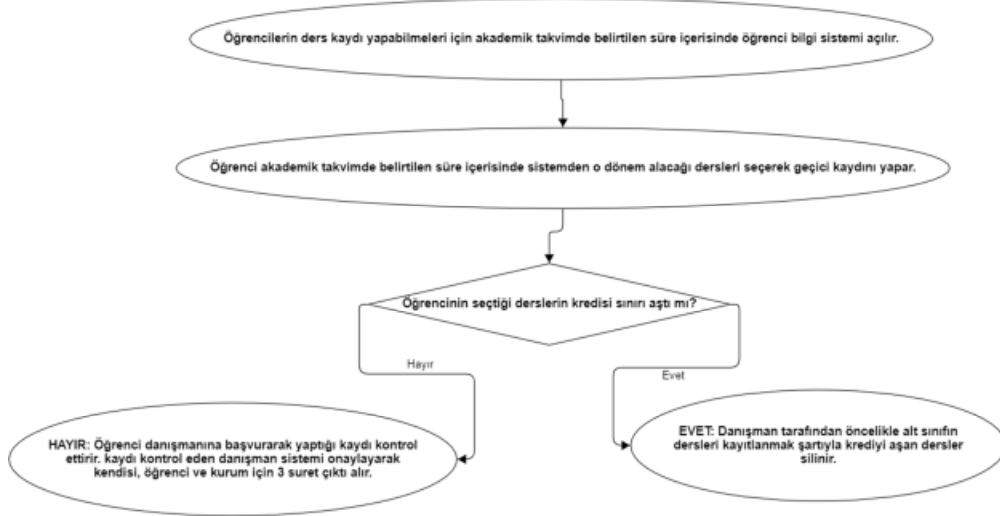 Öğrencilerin ders kaydı yapabilmeleri için akademik takvimde belirtilen süre içerisinde öğrenci bilgi sistemi açılır.
Öğrenci akademik takvimde belirtilen süre içerisinde sistemden o dönem alacağı dersleri seçerek geçici kaydını yapar.
Öğrencinin seçtiği derslerin kredisi sınırı aştı mı?
Hayır
Evet
HAYIR: Öğrenci danışmanına başvurarak yaptığı kaydı kontrol
ettirir. kaydı kontrol eden danışman sistemi onaylayarak
kendisi, öğrenci ve kurum için 3 suret çıktı alır.
EVET: Danışman tarafından öncelikle alt sınıfın
dersleri kayıtlanmak şartıyla krediyi aşan dersler
silinir.